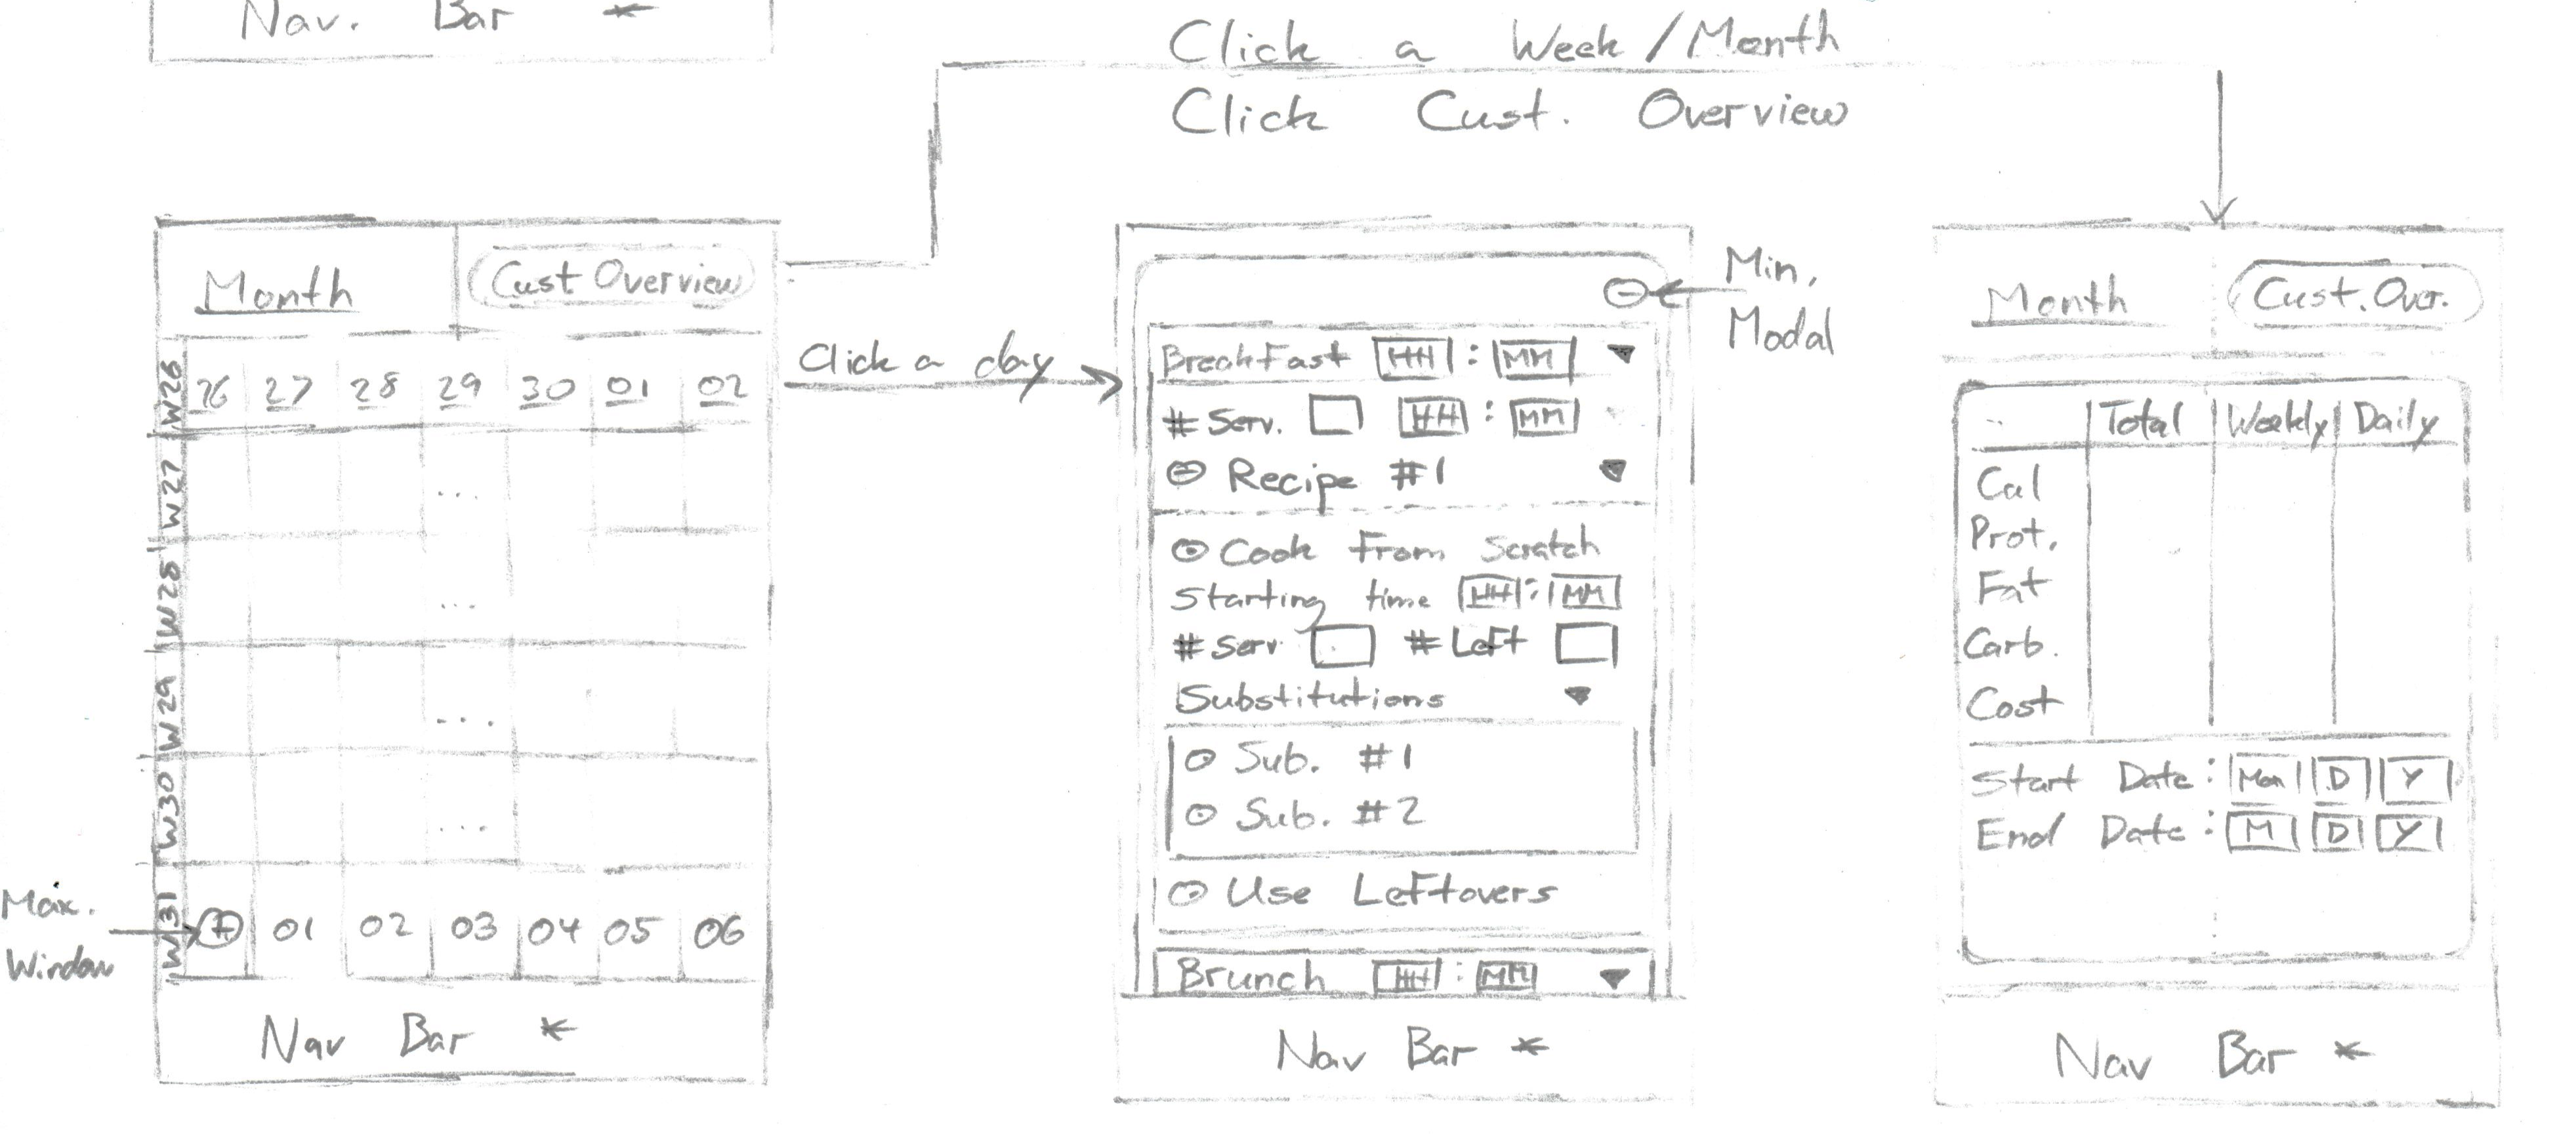 Nav. Bar *
Click a Week/Month
Click Cust. Overview
Month
Cust Overview
W26 26 27 28 29 30 01 02
W27 ...
W28 ...
W29 ...
W30 ...
W31 + 01 02 03 04 05 06
Max.
Window
Nav Bar *
Click a day
Min.
Modal
BreakFast HH : MM
# Serv. HH : MM
Recipe #1
Cook From Scratch
Starting time HH : MM
# Serv # Left
Substitutions
Sub. #1
Sub. #2
Use Leftovers
Brunch HH : MM
Nav Bar *
Month
Cust. Over.
Total Weekly Daily
Cal
Prot.
Fat
Carb.
Cost
Start Date: Mon D Y
End Date: M D Y
Nav Bar *